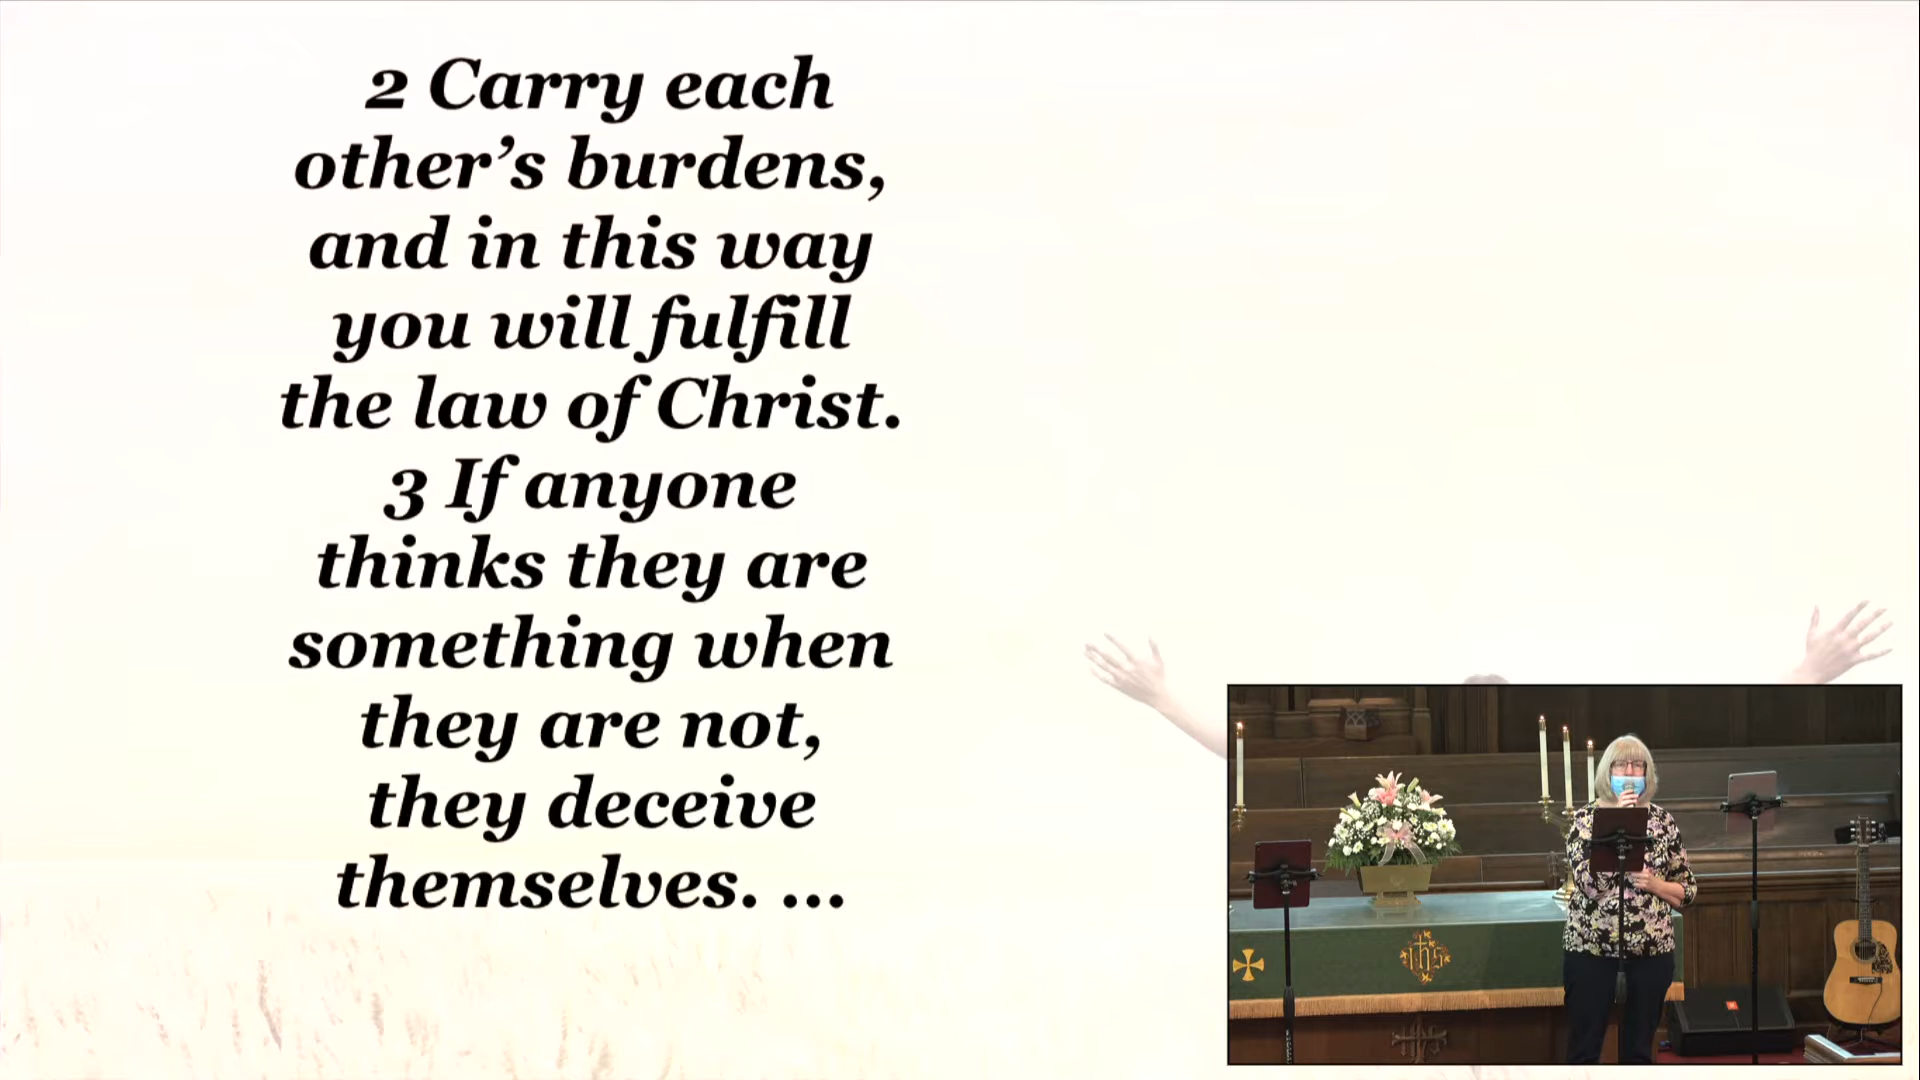 2 Carry each
other’s burdens,
and in this way
you will fulfill
the law of Christ.
3 If anyone
thinks they are
something when
they are not,
they deceive
themselves. ...
ihs